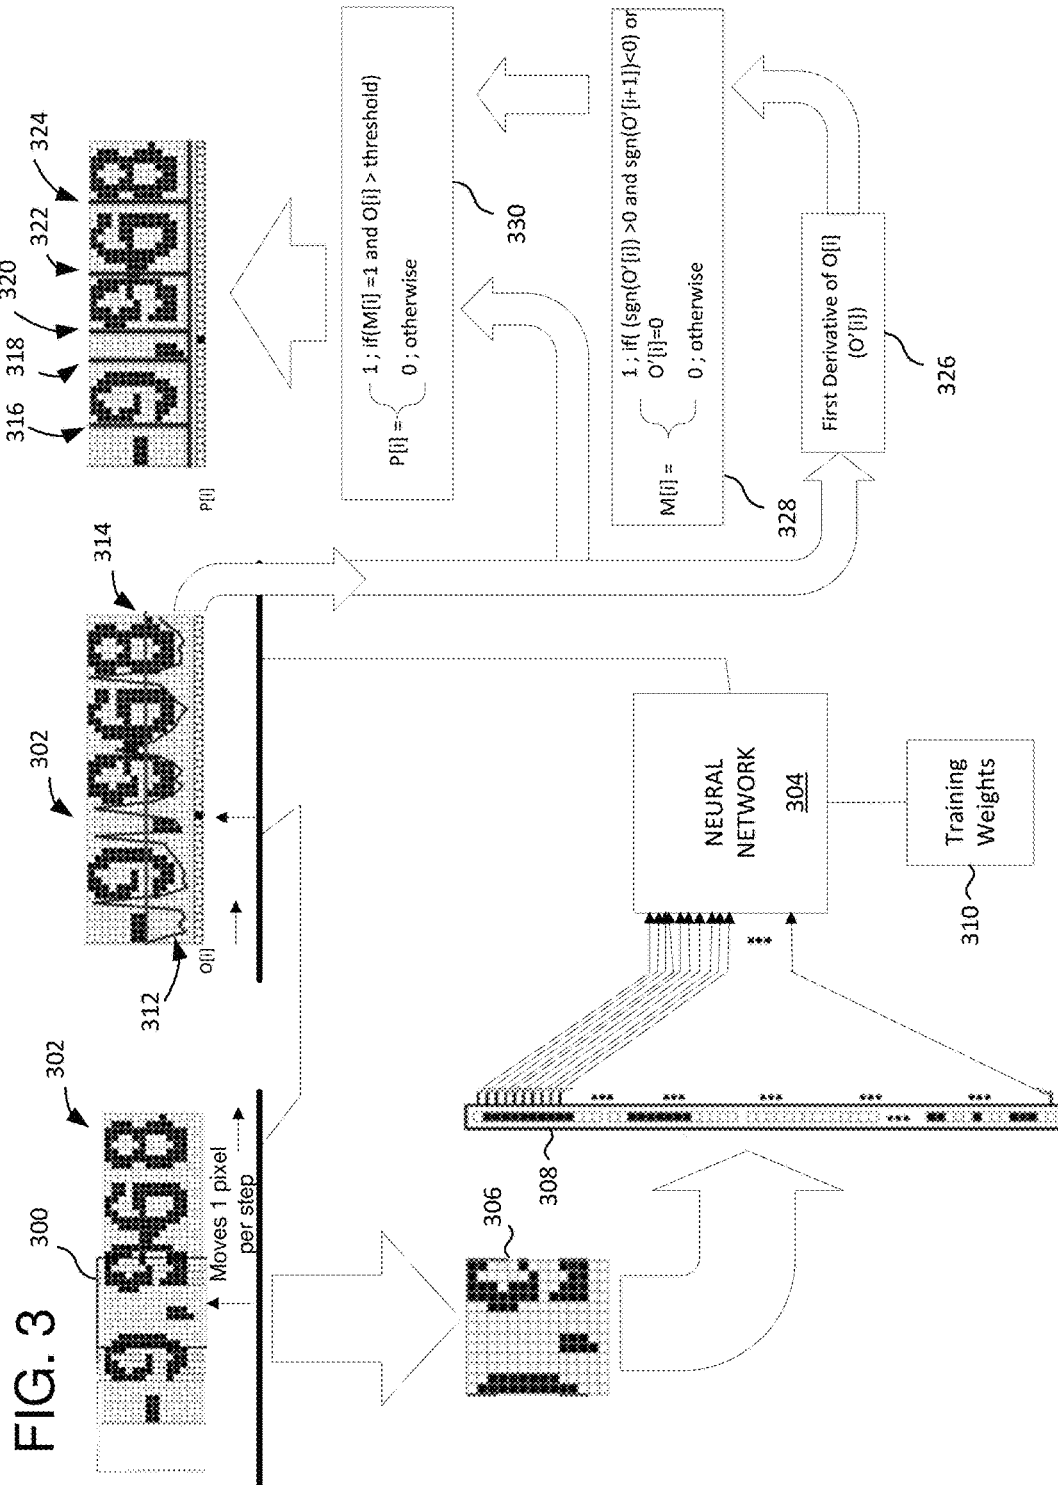 FIG. 3
300
302
302
314
316
318
320
322
324
Moves 1 pixel
per step
312
O[i]
P[i]
306
308
NEURAL
NETWORK
304
Training
Weights
310
P[i] =
1 ; if(M[i] =1 and O[i] > threshold)
0 ; otherwise
330
M[i] =
1 ; if( (sgn(O'[i]) >0 and sgn(O'[i+1])<0) or
O'[i]=0
0 ; otherwise
328
First Derivative of O[i]
(O'[i])
326